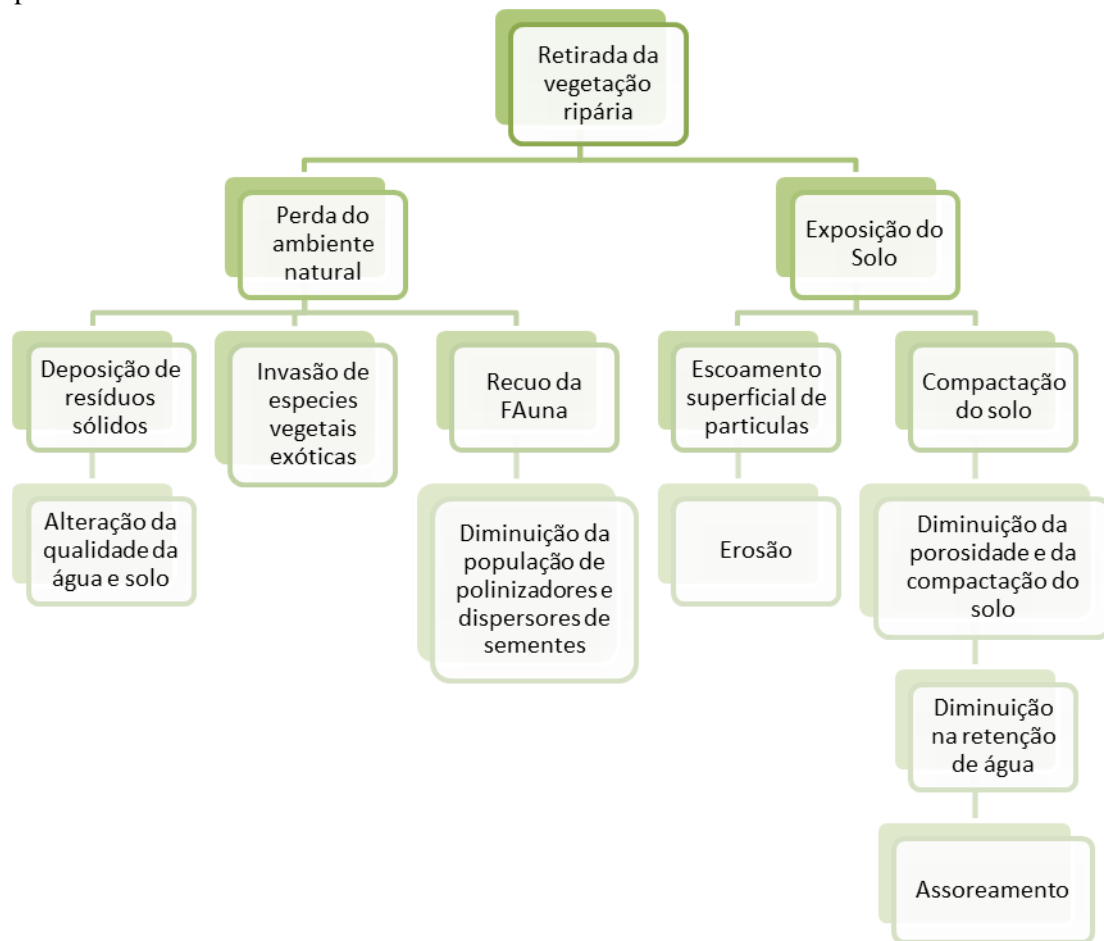 Retirada da
vegetação
ripária
Perda do
ambiente
natural
Exposição do
Solo
Deposição de
resíduos
sólidos
Invasão de
especies
vegetais
exóticas
Recuo da
FAuna
Escoamento
superficial de
particulas
Compactação
do solo
Alteração da
qualidade da
água e solo
Diminuição da
população de
polinizadores e
dispersores de
sementes
Erosão
Diminuição da
porosidade e da
compactação do
solo
Diminuição
na retenção
de água
Assoreamento